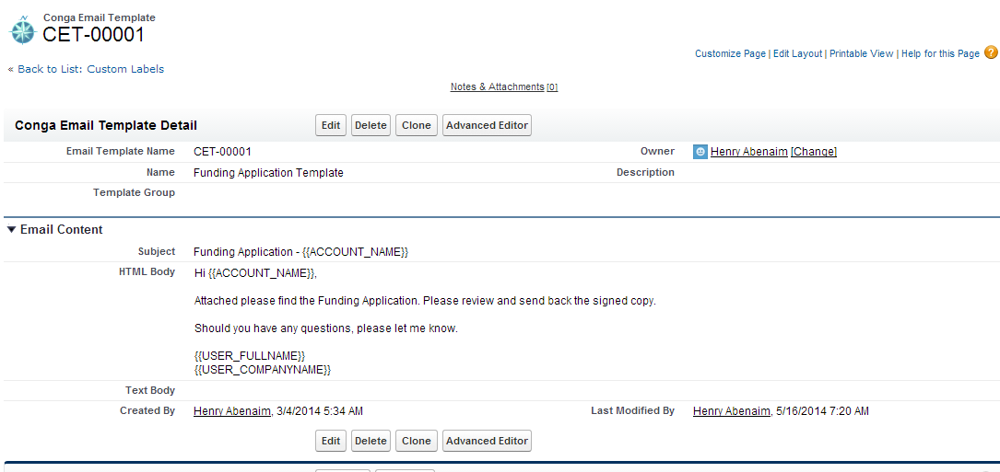 Conga Email Template
CET-00001
Customize Page | Edit Layout | Printable View | Help for this Page ?
« Back to List: Custom Labels
Notes & Attachments [0]
Conga Email Template Detail Edit Delete Clone Advanced Editor
Email Template Name CET-00001 Owner Henry Abenaim [Change]
Name Funding Application Template Description
Template Group
Email Content
Subject Funding Application - {{ACCOUNT_NAME}}
HTML Body Hi {{ACCOUNT_NAME}},
Attached please find the Funding Application. Please review and send back the signed copy.
Should you have any questions, please let me know.
{{USER_FULLNAME}}
{{USER_COMPANYNAME}}
Text Body
Created By Henry Abenaim, 3/4/2014 5:34 AM Last Modified By Henry Abenaim, 5/16/2014 7:20 AM
Edit Delete Clone Advanced Editor